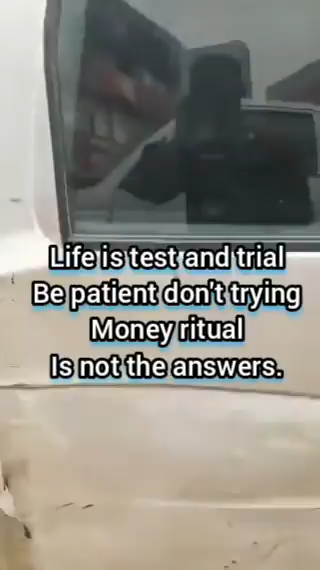 Life is test and trial
Be patient don't trying
Money ritual
Is not the answers.